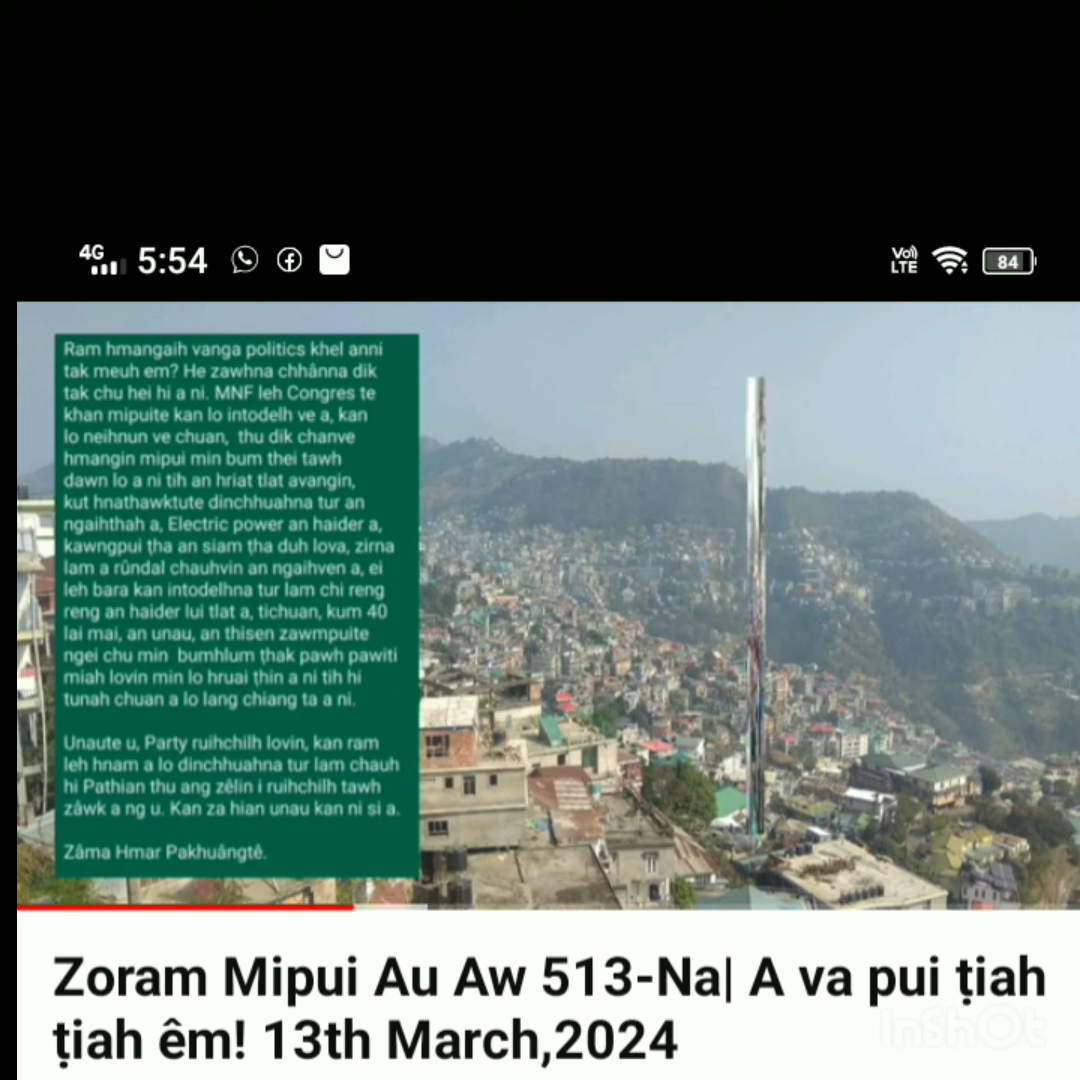 4G 5:54 Vo)) LTE 84
Ram hmangaih vanga politics khel anni
tak meuh em? He zawhna chhânna dik
tak chu hei hi a ni. MNF leh Congres te
khan mipuite kan lo intodelh ve a, kan
lo neihnun ve chuan,  thu dik chanve
hmangin mipui min bum thei tawh
dawn lo a ni tih an hriat tlat avangin,
kut hnathawktute dinchhuahna tur an
ngaihthah a, Electric power an haider a,
kawngpui ṭha an siam ṭha duh lova, zirna
lam a rûndal chauhvin an ngaihven a, ei
leh bara kan intodelhna tur lam chi reng
reng an haider lui tlat a, tichuan, kum 40
lai mai, an unau, an thisen zawmpuite
ngei chu min  bumhlum ṭhak pawh pawiti
miah lovin min lo hruai ṭhin a ni tih hi
tunah chuan a lo lang chiang ta a ni.
Unaute u, Party ruihchilh lovin, kan ram
leh hnam a lo dinchhuahna tur lam chauh
hi Pathian thu ang zêlin i ruihchilh tawh
zâwk a ng u. Kan za hian unau kan ni si a.
Zâma Hmar Pakhuângtê.
Zoram Mipui Au Aw 513-Na| A va pui ṭiah
ṭiah êm! 13th March,2024
InShOt